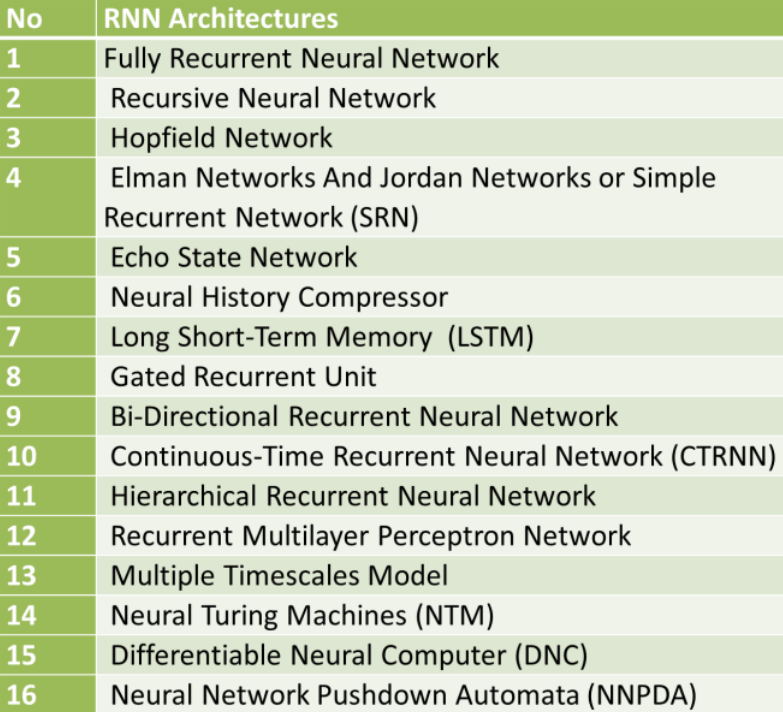 No RNN Architectures
1 Fully Recurrent Neural Network
2 Recursive Neural Network
3 Hopfield Network
4 Elman Networks And Jordan Networks or Simple
Recurrent Network (SRN)
5 Echo State Network
6 Neural History Compressor
7 Long Short-Term Memory (LSTM)
8 Gated Recurrent Unit
9 Bi-Directional Recurrent Neural Network
10 Continuous-Time Recurrent Neural Network (CTRNN)
11 Hierarchical Recurrent Neural Network
12 Recurrent Multilayer Perceptron Network
13 Multiple Timescales Model
14 Neural Turing Machines (NTM)
15 Differentiable Neural Computer (DNC)
16 Neural Network Pushdown Automata (NNPDA)